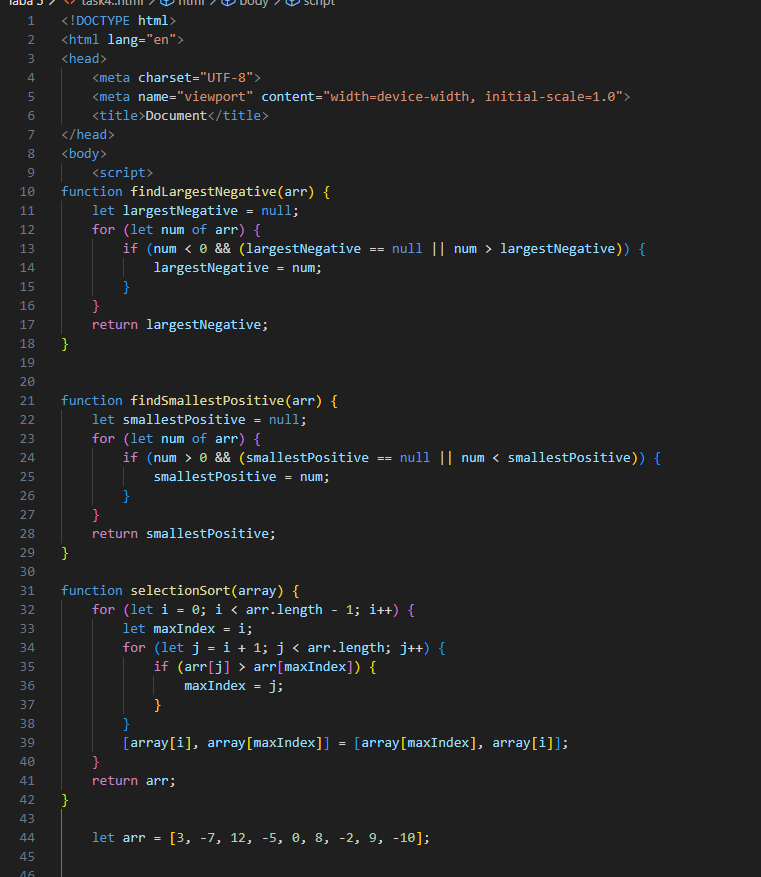 laba 5 > task4..html > html > body > script
1 <!DOCTYPE html>
2 <html lang="en">
3 <head>
4     <meta charset="UTF-8">
5     <meta name="viewport" content="width=device-width, initial-scale=1.0">
6     <title>Document</title>
7 </head>
8 <body>
9     <script>
10 function findLargestNegative(arr) {
11     let largestNegative = null;
12     for (let num of arr) {
13         if (num < 0 && (largestNegative == null || num > largestNegative)) {
14             largestNegative = num;
15         }
16     }
17     return largestNegative;
18 }
19
20
21 function findSmallestPositive(arr) {
22     let smallestPositive = null;
23     for (let num of arr) {
24         if (num > 0 && (smallestPositive == null || num < smallestPositive)) {
25             smallestPositive = num;
26         }
27     }
28     return smallestPositive;
29 }
30
31 function selectionSort(array) {
32     for (let i = 0; i < arr.length - 1; i++) {
33         let maxIndex = i;
34         for (let j = i + 1; j < arr.length; j++) {
35             if (arr[j] > arr[maxIndex]) {
36                 maxIndex = j;
37             }
38         }
39         [array[i], array[maxIndex]] = [array[maxIndex], array[i]];
40     }
41     return arr;
42 }
43
44     let arr = [3, -7, 12, -5, 0, 8, -2, 9, -10];
45
46